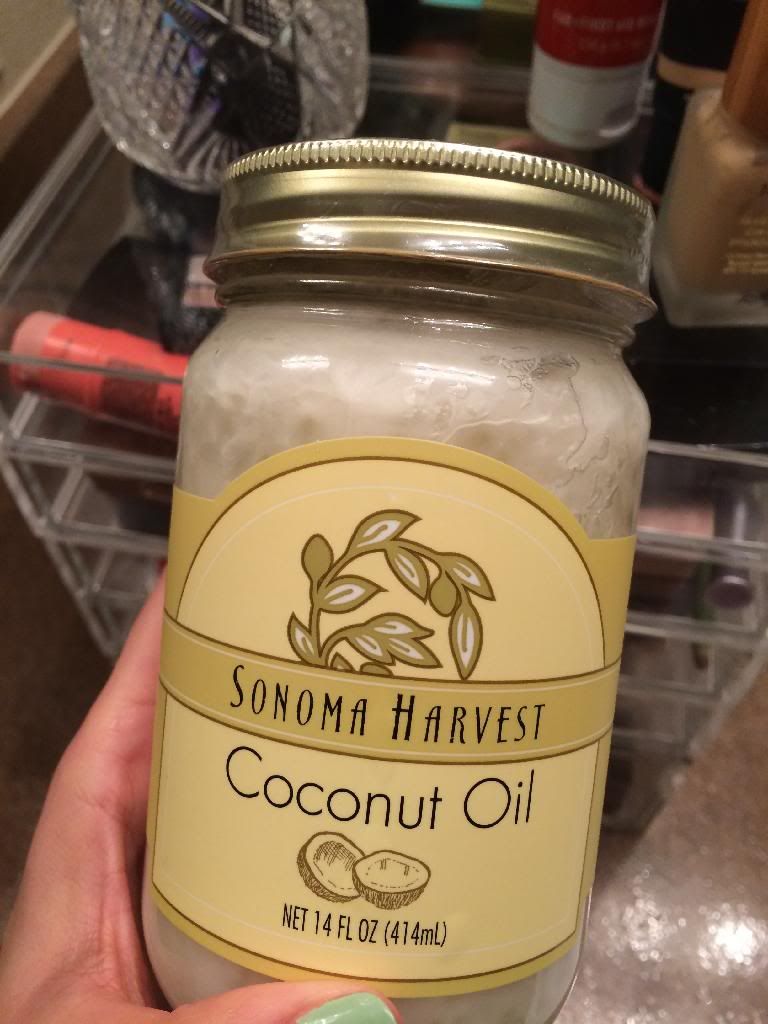 SONOMA HARVEST
Coconut Oil
NET 14 FL OZ (414mL)